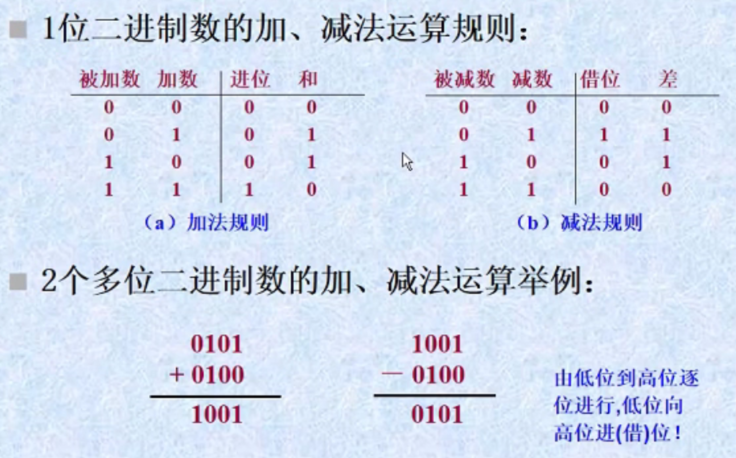 1位二进制数的加、减法运算规则：
被加数 加数 进位 和
0 0 0 0
0 1 0 1
1 0 0 1
1 1 1 0
（a）加法规则
被减数 减数 借位 差
0 0 0 0
0 1 1 1
1 0 0 1
1 1 0 0
（b）减法规则
2个多位二进制数的加、减法运算举例：
0101
+ 0100
1001
1001
－ 0100
0101
由低位到高位逐
位进行,低位向
高位进(借)位！